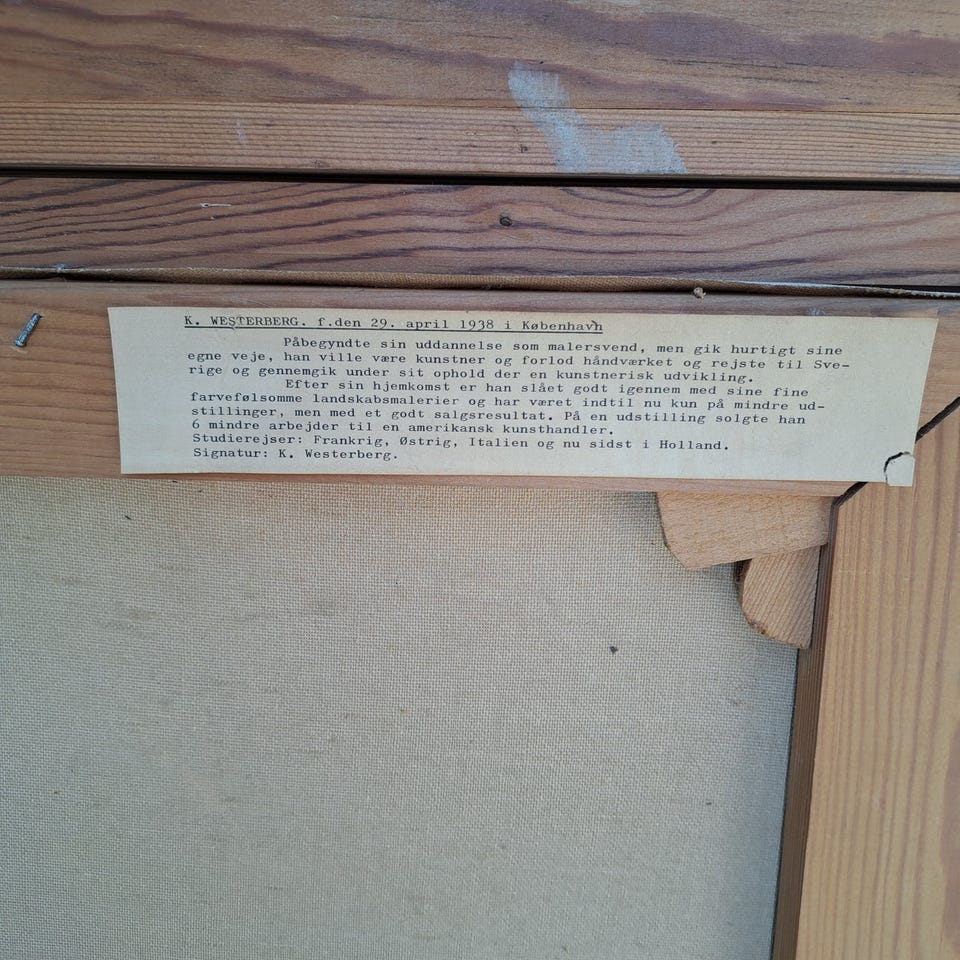 K. WESTERBERG. f.den 29. april 1938 i København
Påbegyndte sin uddannelse som malersvend, men gik hurtigt sine
egne veje, han ville være kunstner og forlod håndværket og rejste til Sve-
rige og gennemgik under sit ophold der en kunstnerisk udvikling.
Efter sin hjemkomst er han slået godt igennem med sine fine
farvefølsomme landskabsmalerier og har været indtil nu kun på mindre ud-
stillinger, men med et godt salgsresultat. På en udstilling solgte han
6 mindre arbejder til en amerikansk kunsthandler.
Studierejser: Frankrig, Østrig, Italien og nu sidst i Holland.
Signatur: K. Westerberg.